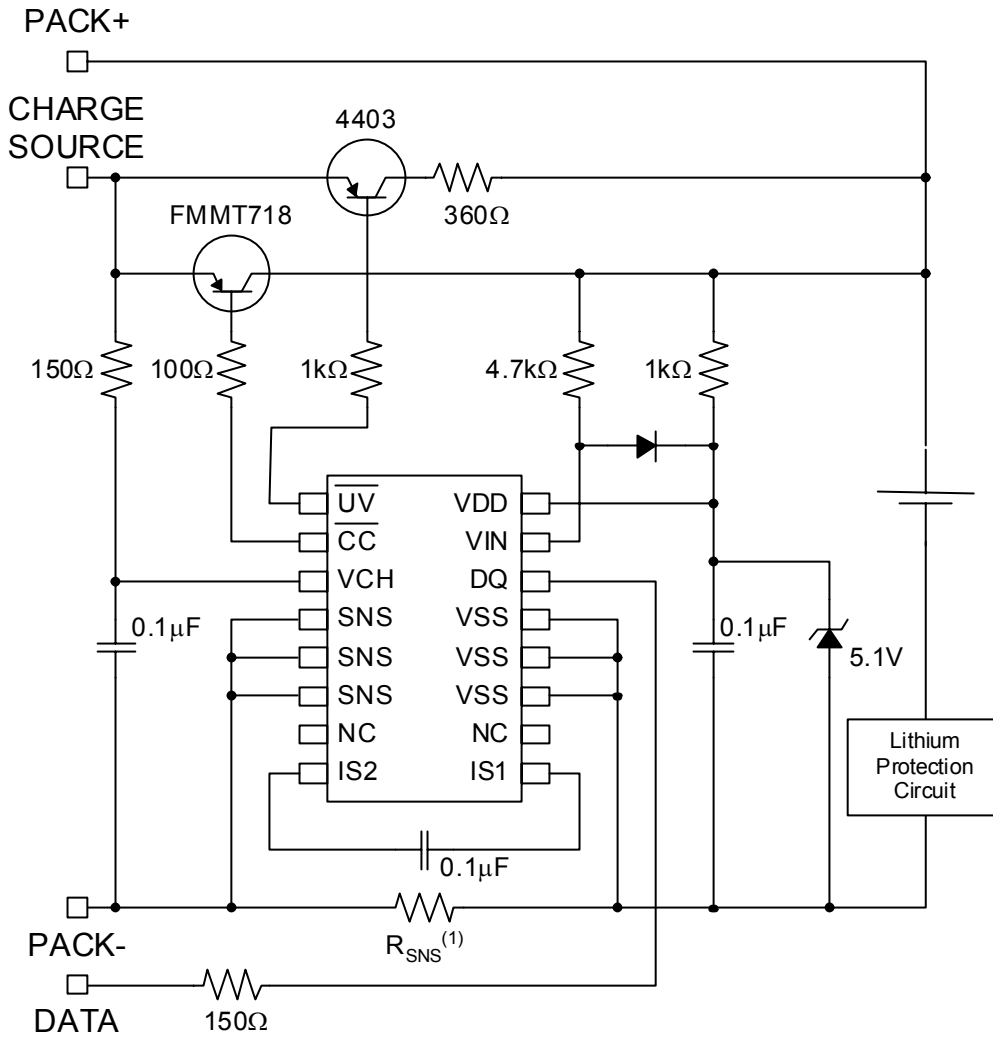 PACK+
CHARGE
SOURCE
4403
360Ω
FMMT718
150Ω
100Ω
1kΩ
4.7kΩ
1kΩ
UV
VDD
CC
VIN
VCH
DQ
SNS
VSS
SNS
VSS
SNS
VSS
NC
NC
IS2
IS1
0.1μF
0.1μF
5.1V
Lithium
Protection
Circuit
0.1μF
PACK-
RSNS(1)
DATA
150Ω